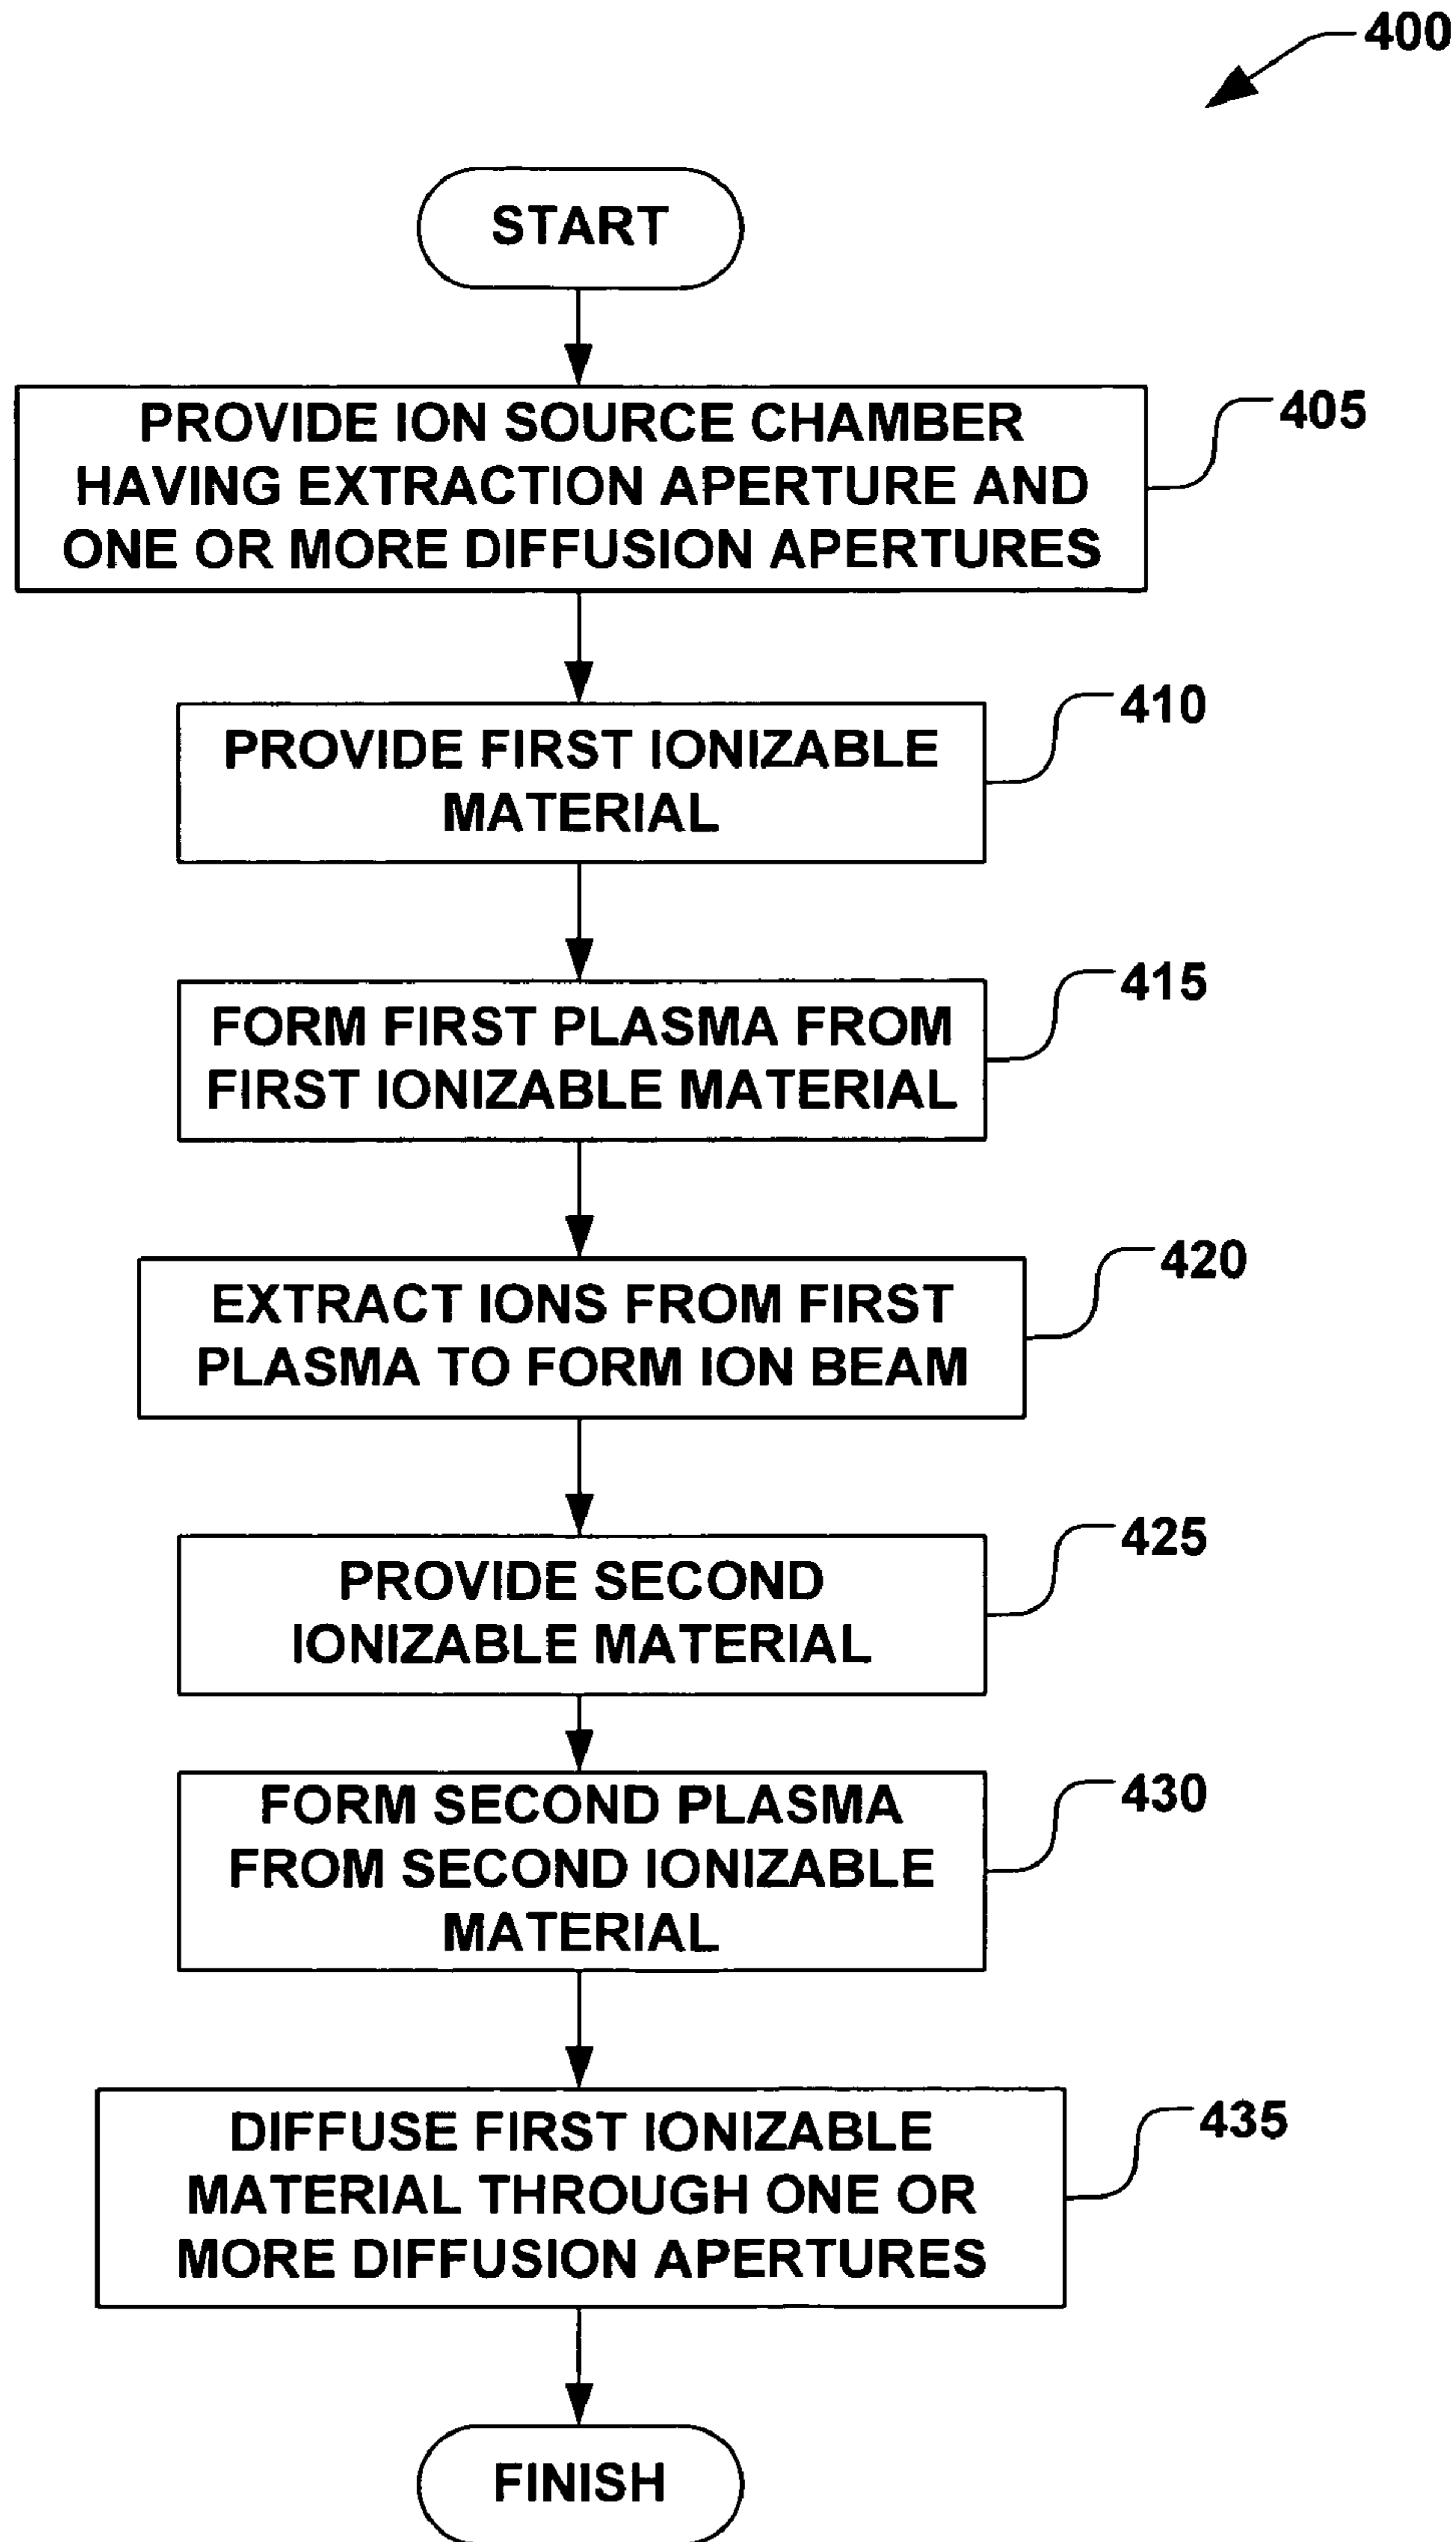 400
START
PROVIDE ION SOURCE CHAMBER
HAVING EXTRACTION APERTURE AND
ONE OR MORE DIFFUSION APERTURES
405
PROVIDE FIRST IONIZABLE
MATERIAL
410
FORM FIRST PLASMA FROM
FIRST IONIZABLE MATERIAL
415
EXTRACT IONS FROM FIRST
PLASMA TO FORM ION BEAM
420
PROVIDE SECOND
IONIZABLE MATERIAL
425
FORM SECOND PLASMA
FROM SECOND IONIZABLE
MATERIAL
430
DIFFUSE FIRST IONIZABLE
MATERIAL THROUGH ONE OR
MORE DIFFUSION APERTURES
435
FINISH